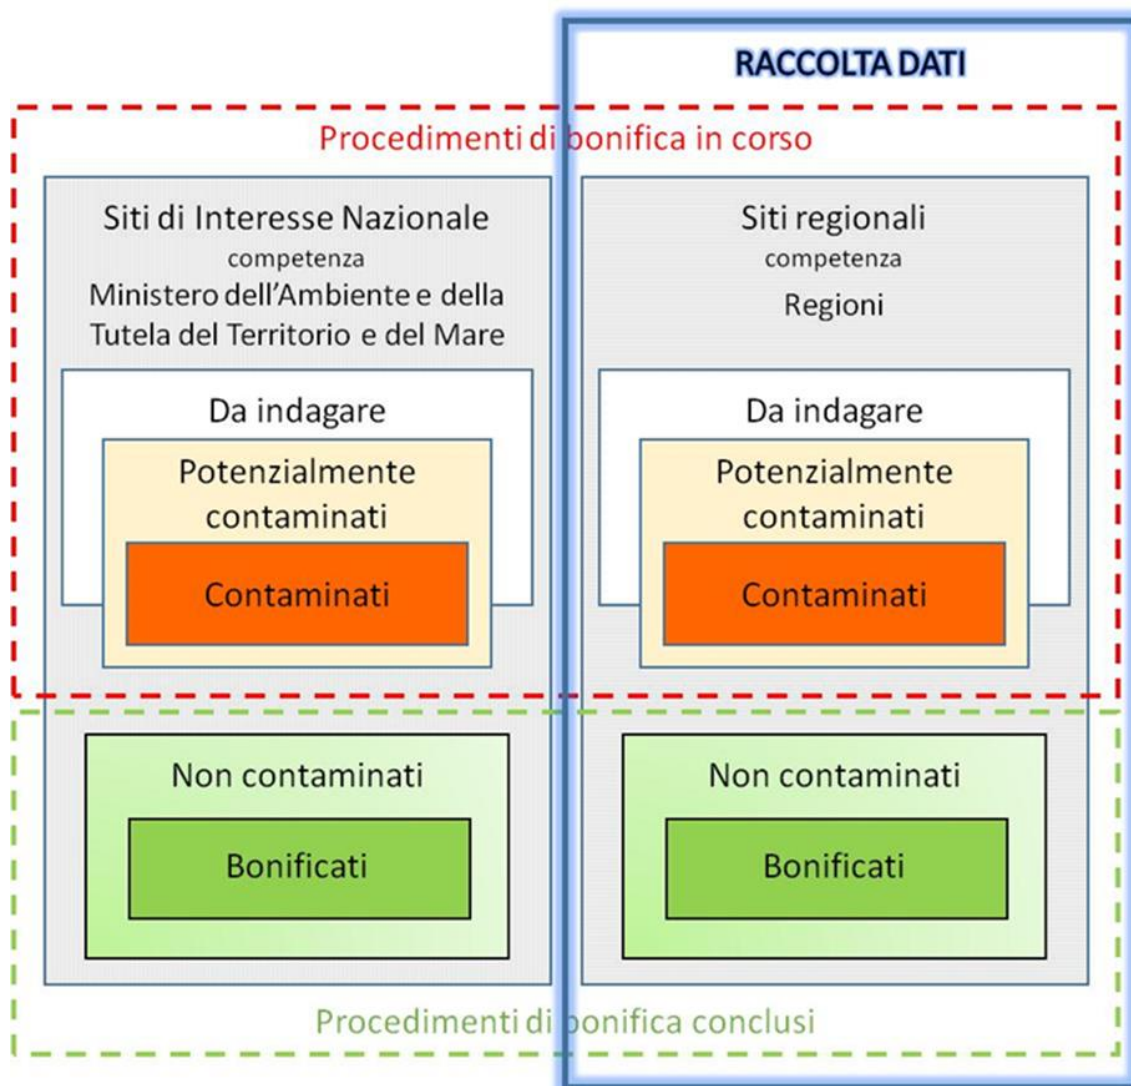 RACCOLTA DATI
Procedimenti di bonifica in corso
Siti di Interesse Nazionale
competenza
Ministero dell'Ambiente e della
Tutela del Territorio e del Mare
Da indagare
Potenzialmente
contaminati
Contaminati
Non contaminati
Bonificati
Siti regionali
competenza
Regioni
Da indagare
Potenzialmente
contaminati
Contaminati
Non contaminati
Bonificati
Procedimenti di bonifica conclusi